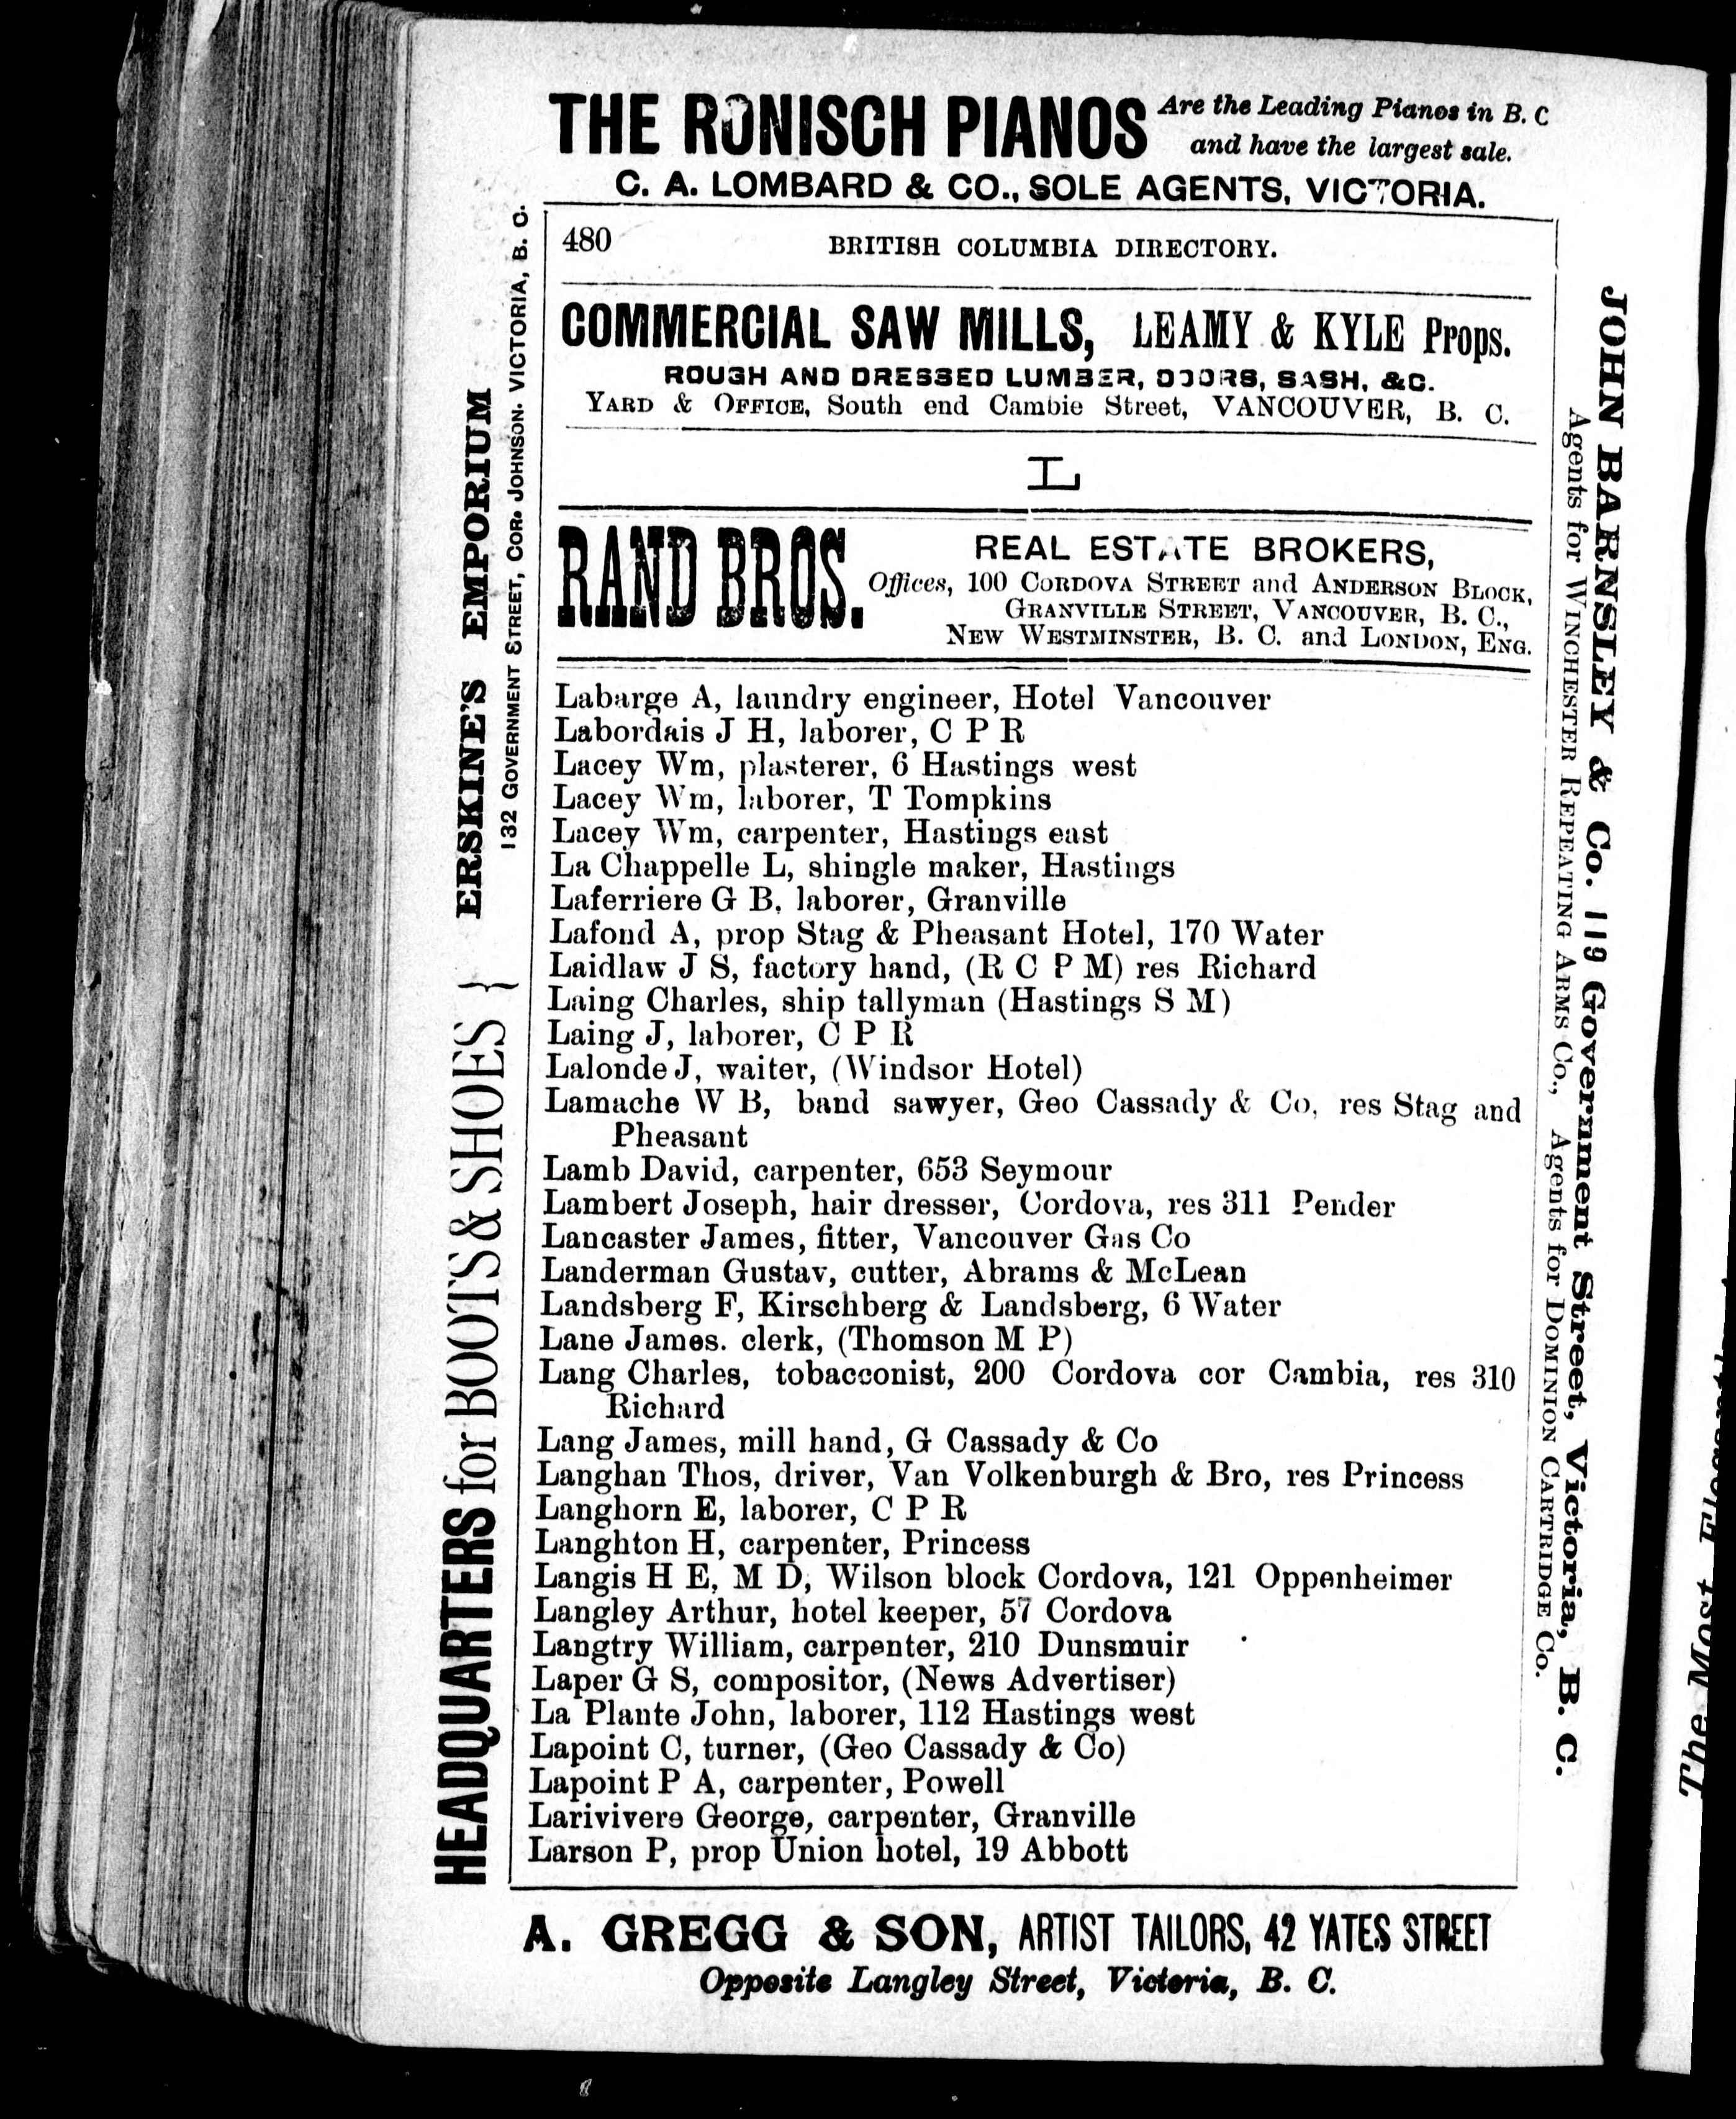 THE RONISCH PIANOS
Are the Leading Pianos in B. C
and have the largest sale.
C. A. LOMBARD & CO., SOLE AGENTS, VICTORIA.
480
BRITISH COLUMBIA DIRECTORY.
COMMERCIAL SAW MILLS, LEAMY & KYLE Props.
ROUGH AND DRESSED LUMBER, DOORS, SASH, &C.
YARD & OFFICE, South end Cambie Street, VANCOUVER, B. C.
L
RAND BROS.
REAL ESTATE BROKERS,
Offices, 100 CORDOVA STREET and ANDERSON BLOCK,
GRANVILLE STREET, VANCOUVER, B. C.,
NEW WESTMINSTER, B. C. and LONDON, ENG.
Labarge A, laundry engineer, Hotel Vancouver
Labordais J H, laborer, C P R
Lacey Wm, plasterer, 6 Hastings west
Lacey Wm, laborer, T Tompkins
Lacey Wm, carpenter, Hastings east
La Chappelle L, shingle maker, Hastings
Laferriere G B, laborer, Granville
Lafond A, prop Stag & Pheasant Hotel, 170 Water
Laidlaw J S, factory hand, (R C P M) res Richard
Laing Charles, ship tallyman (Hastings S M)
Laing J, laborer, C P R
Lalonde J, waiter, (Windsor Hotel)
Lamache W B, band sawyer, Geo Cassady & Co, res Stag and
Pheasant
Lamb David, carpenter, 653 Seymour
Lambert Joseph, hair dresser, Cordova, res 311 Pender
Lancaster James, fitter, Vancouver Gas Co
Landerman Gustav, cutter, Abrams & McLean
Landsberg F, Kirschberg & Landsberg, 6 Water
Lane James. clerk, (Thomson M P)
Lang Charles, tobacconist, 200 Cordova cor Cambia, res 310
Richard
Lang James, mill hand, G Cassady & Co
Langhan Thos, driver, Van Volkenburgh & Bro, res Princess
Langhorn E, laborer, C P R
Langhton H, carpenter, Princess
Langis H E, M D, Wilson block Cordova, 121 Oppenheimer
Langley Arthur, hotel keeper, 57 Cordova
Langtry William, carpenter, 210 Dunsmuir
Laper G S, compositor, (News Advertiser)
La Plante John, laborer, 112 Hastings west
Lapoint C, turner, (Geo Cassady & Co)
Lapoint P A, carpenter, Powell
Larivivere George, carpenter, Granville
Larson P, prop Union hotel, 19 Abbott
A. GREGG & SON, ARTIST TAILORS, 42 YATES STREET
Opposite Langley Street, Victoria, B. C.
HEADQUARTERS for BOOTS & SHOES } ERSKINE'S EMPORIUM
132 GOVERNMENT STREET, COR. JOHNSON. VICTORIA, B. C.
JOHN BARNSLEY & Co. 119 Government Street, Victoria, B. C.
Agents for WINCHESTER REPEATING ARMS CO., Agents for DOMINION CARTRIDGE CO.
The Most